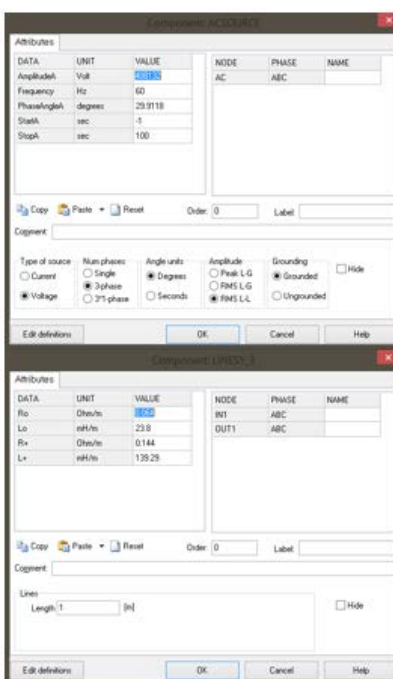 Component: ACSOURCE
Attributes
DATA UNIT VALUE
AmplitudeA Volt
Frequency Hz 60
PhaseAngleA degrees 29.9118
StartA sec -1
StopA sec 100
NODE PHASE NAME
AC ABC
Copy Paste Reset Order: 0 Label:
Comment:
Type of source Num phases Angle units Amplitude Grounding
Current Single Degrees Peak L-G Grounded Hide
Voltage 3-phase Seconds RMS L-G Ungrounded
3*1-phase RMS L-L
Edit definitions OK Cancel Help
Component: LINESY_3
Attributes
DATA UNIT VALUE
Ro Ohm/m
Lo mH/m 23.8
R+ Ohm/m 0.144
L+ mH/m 139.29
NODE PHASE NAME
IN1 ABC
OUT1 ABC
Copy Paste Reset Order: 0 Label:
Comment:
Lines
Length 1 [m] Hide
Edit definitions OK Cancel Help